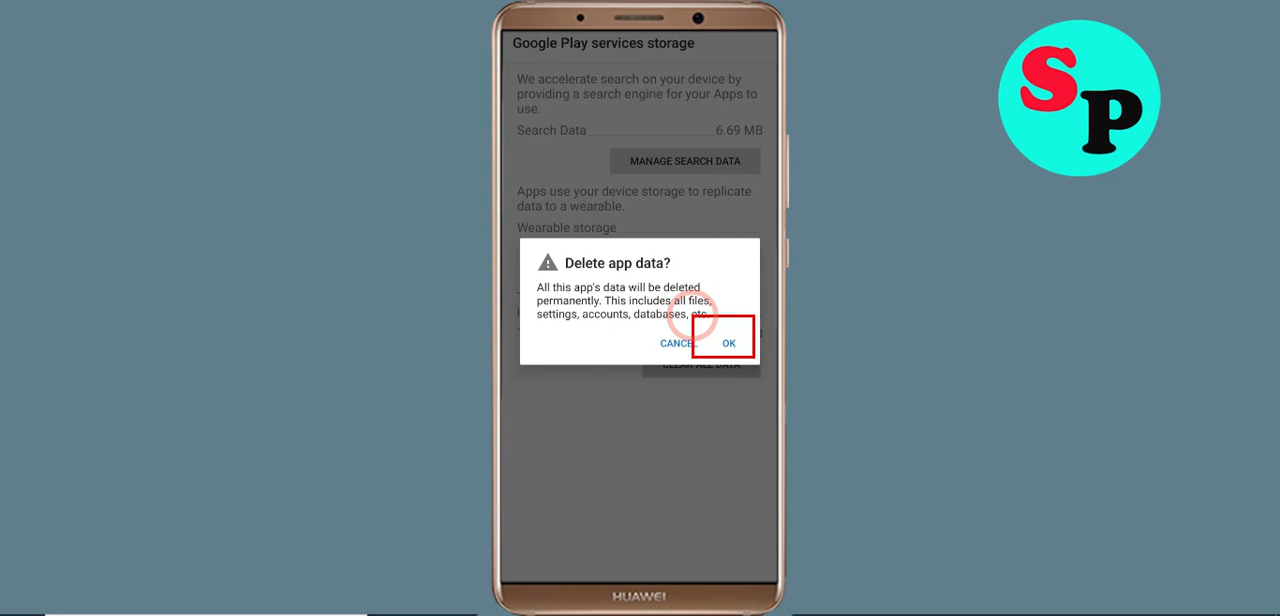 Google Play services storage
We accelerate search on your device by
providing a search engine for your Apps to
use.
Search Data 6.69 MB
MANAGE SEARCH DATA
Apps use your device storage to replicate
data to a wearable.
Wearable storage
Delete app data?
All this app's data will be deleted
permanently. This includes all files,
settings, accounts, databases, etc.
CANCEL OK
CLEAR ALL DATA
HUAWEI
SP